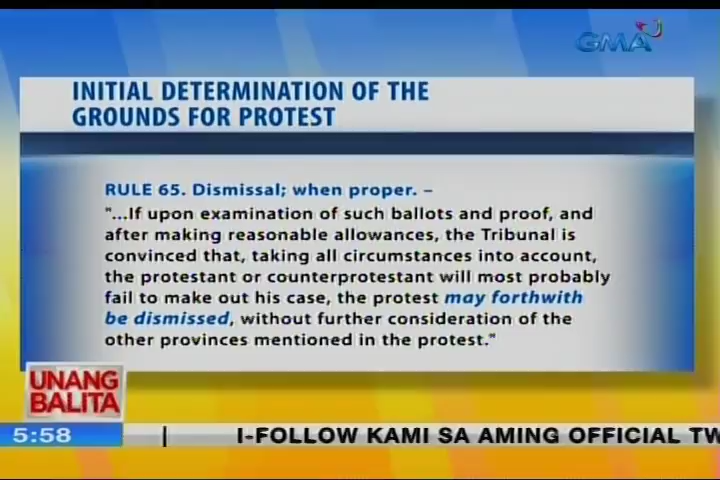 GMA
INITIAL DETERMINATION OF THE
GROUNDS FOR PROTEST
RULE 65. Dismissal; when proper. –
"...If upon examination of such ballots and proof, and
after making reasonable allowances, the Tribunal is
convinced that, taking all circumstances into account,
the protestant or counterprotestant will most probably
fail to make out his case, the protest may forthwith
be dismissed, without further consideration of the
other provinces mentioned in the protest."
UNANG
BALITA
5:58 | I-FOLLOW KAMI SA AMING OFFICIAL TW